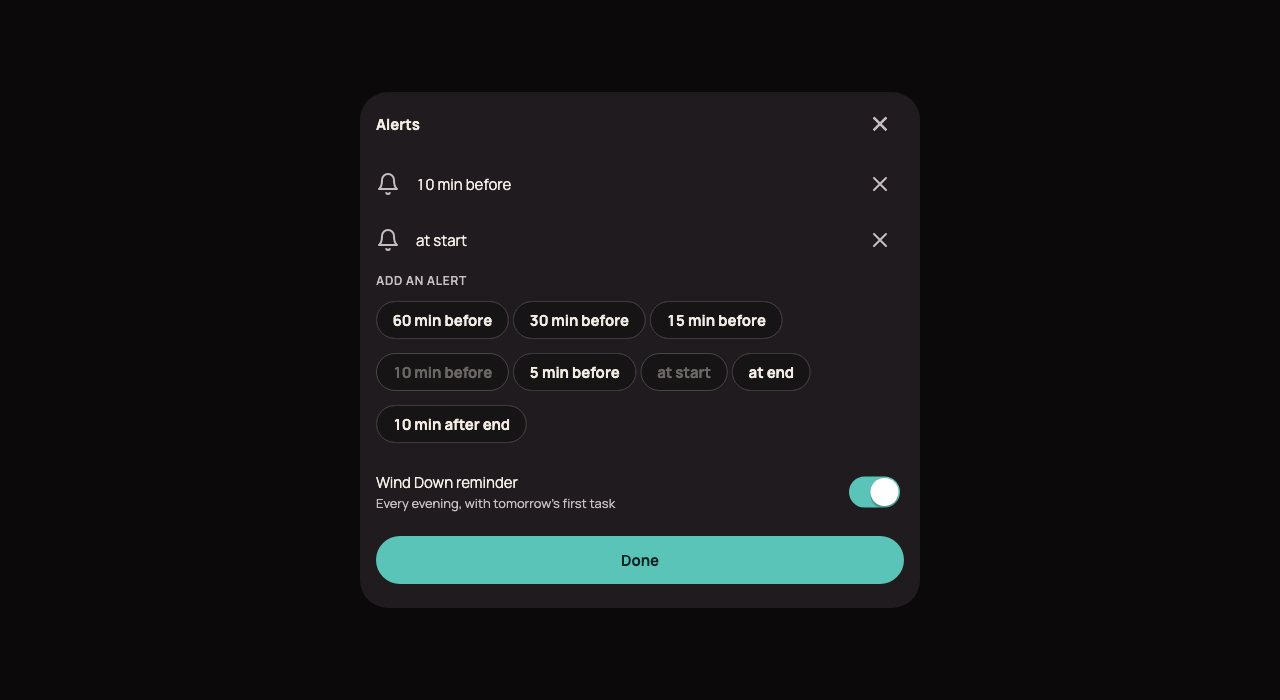 Alerts
10 min before
at start
ADD AN ALERT
60 min before 30 min before 15 min before
10 min before 5 min before at start at end
10 min after end
Wind Down reminder
Every evening, with tomorrow's first task
Done